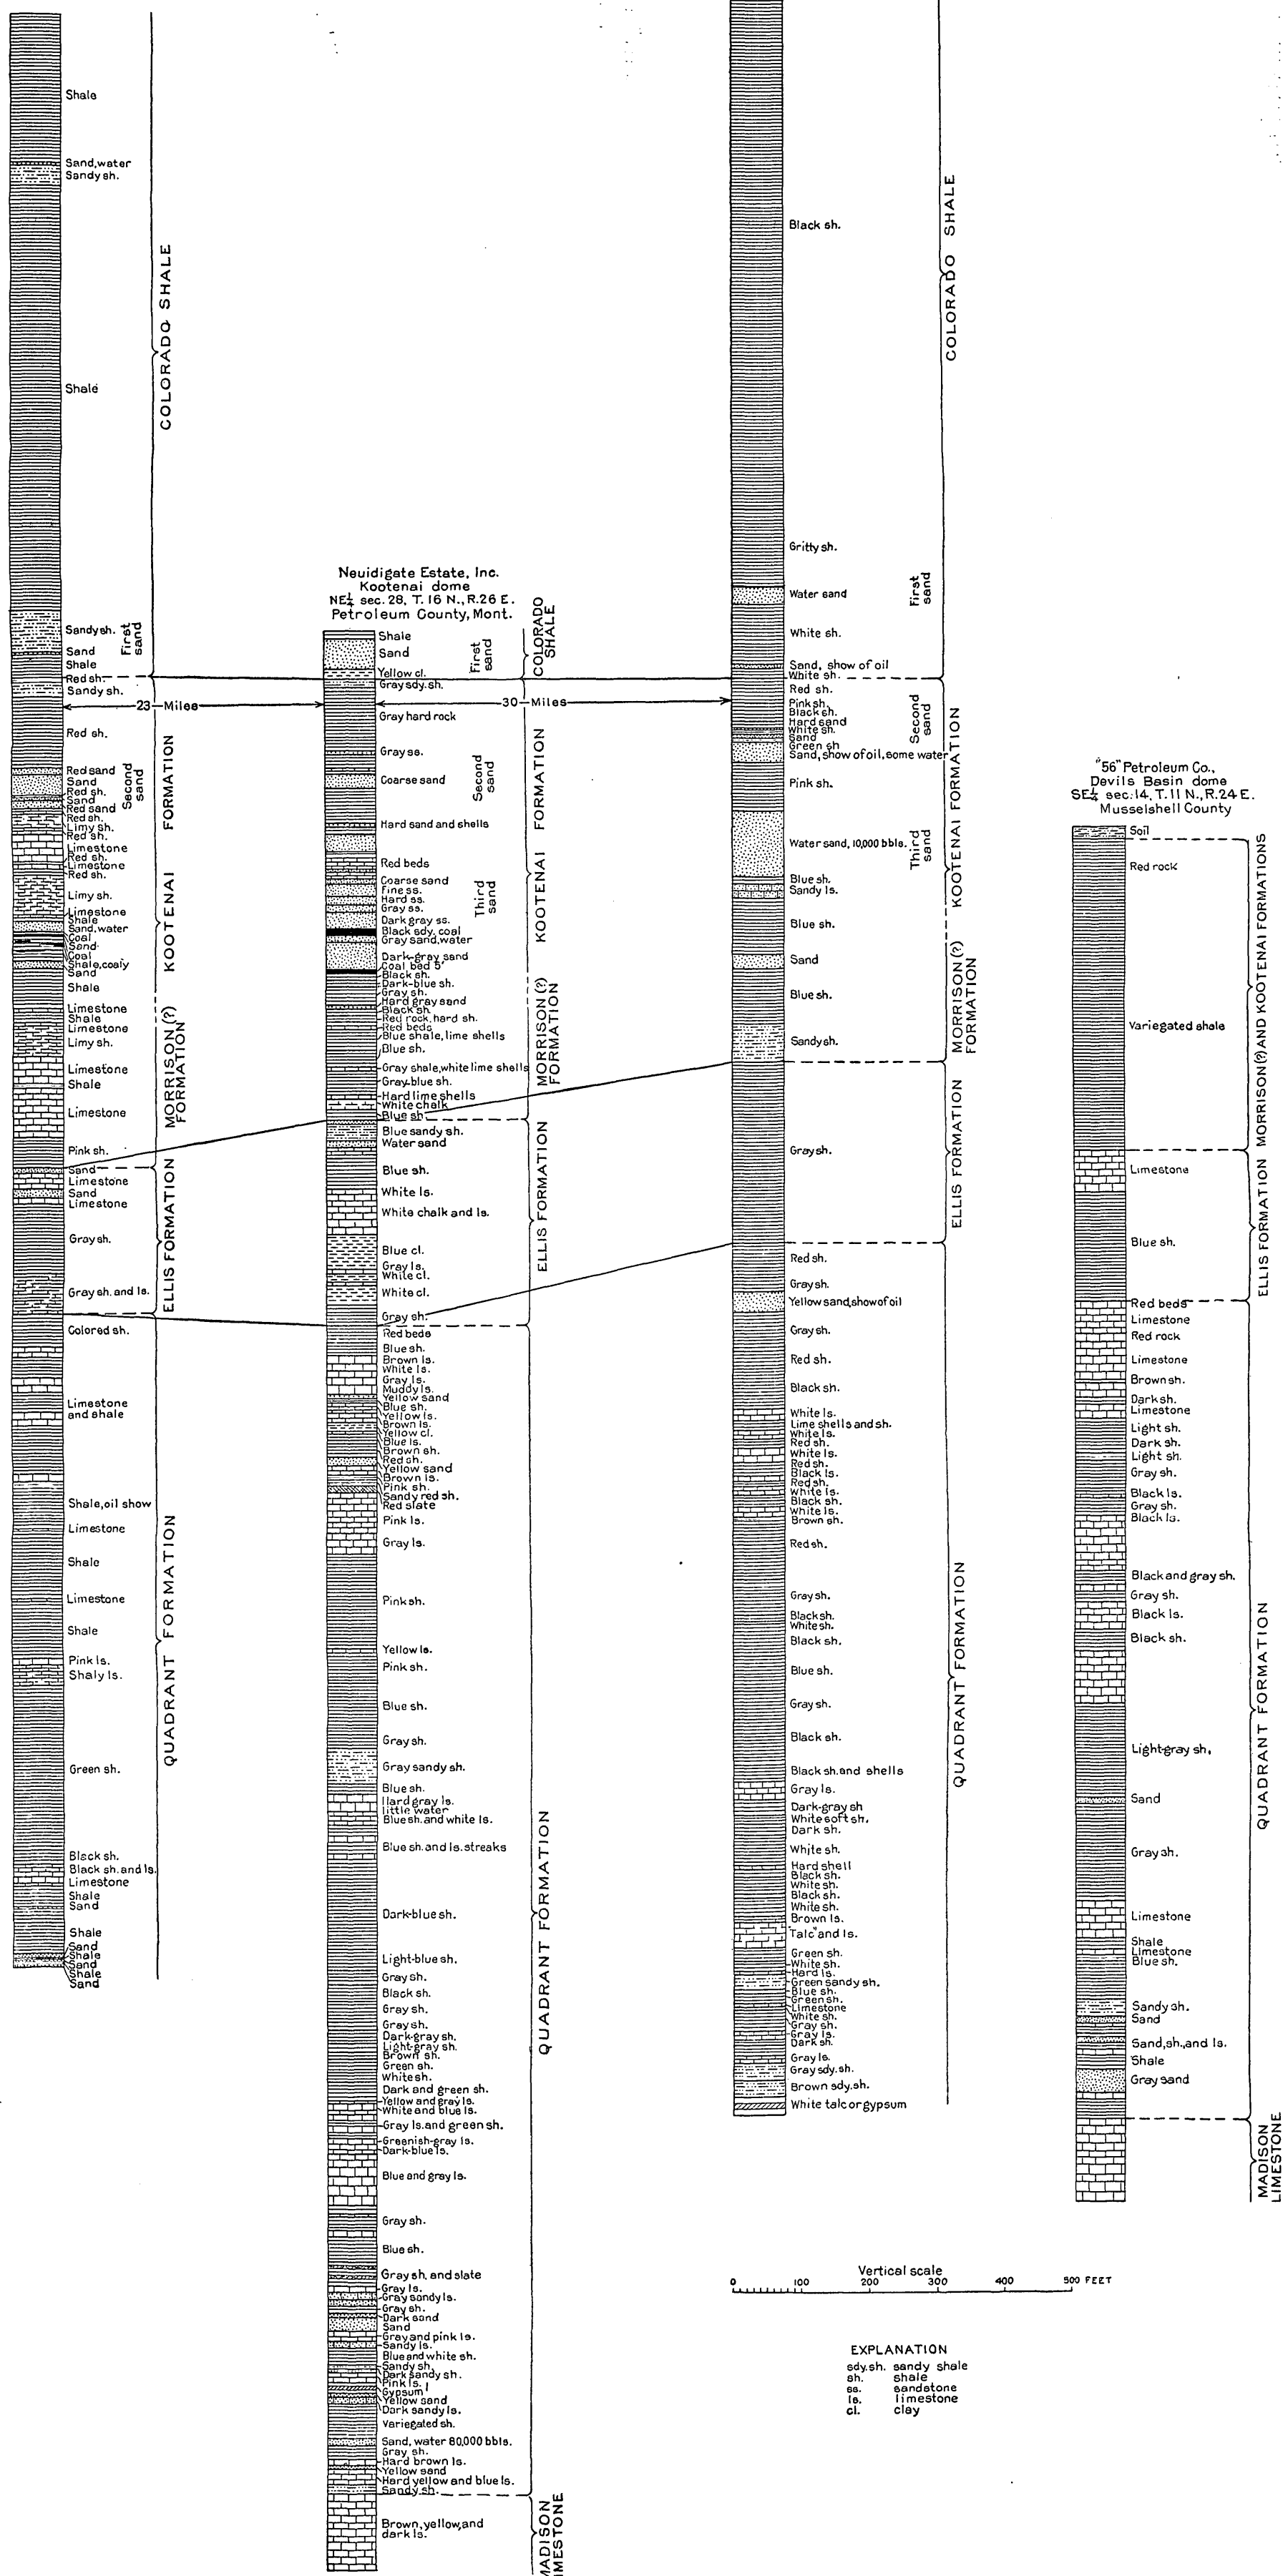 Shale
Sand,water
Sandy sh.
Shale
Sandy sh.
Sand
Shale
Red sh.
Sandy sh.
Red sh.
Red sand
Sand
Red sh.
Sand
Red sand
Red sh.
Limy sh.
Red sh.
Limestone
Red sh.
Limestone
Red sh.
Limy sh.
Limestone
Shale
Sand,water
Coal
Sand
Coal
Shale,coaly
Sand
Shale
Limestone
Shale
Limestone
Limy sh.
Limestone
Shale
Limestone
Pink sh.
Sand
Limestone
Sand
Limestone
Gray sh.
Gray sh. and ls.
Colored sh.
Limestone
and shale
Shale,oil show
Limestone
Shale
Limestone
Shale
Pink ls.
Shaly ls.
Green sh.
Black sh.
Black sh. and ls.
Limestone
Shale
Sand
Shale
Sand
Shale
Sand
Shale
Sand
First
sand
Second
sand
COLORADO SHALE
KOOTENAI FORMATION
MORRISON (?)
FORMATION
ELLIS FORMATION
QUADRANT FORMATION
23 Miles
Neuidigate Estate, Inc.
Kootenai dome
NE¼ sec. 28, T. 16 N., R. 26 E.
Petroleum County, Mont.
Shale
Sand
Yellow cl.
Gray sdy. sh.
Gray hard rock
Gray ss.
Coarse sand
Hard sand and shells
Red beds
Coarse sand
Fine ss.
Hard ss.
Gray ss.
Dark gray ss.
Black sdy. coal
Gray sand,water
Dark-gray sand
Coal bed 5'
Black sh.
Dark-blue sh.
Gray sh.
Hard gray sand
Black sh.
Red rock, hard sh.
Red beds
Blue shale, lime shells
Blue sh.
Gray shale,white lime shells
Gray-blue sh.
Hard lime shells
White chalk
Blue sh.
Blue sandy sh.
Water sand
Blue sh.
White ls.
White chalk and ls.
Blue cl.
Gray ls.
White cl.
White cl.
Gray sh.
Red beds
Blue sh.
Brown ls.
White ls.
Gray ls.
Muddy ls.
Yellow sand
Blue sh.
Yellow ls.
Brown ls.
Yellow cl.
Blue ls.
Brown sh.
Red sh.
Yellow sand
Brown ls.
Pink sh.
Sandy red sh.
Red slate
Pink ls.
Gray ls.
Pink sh.
Yellow ls.
Pink sh.
Blue sh.
Gray sh.
Gray sandy sh.
Blue sh.
Hard gray ls.
little water
Blue sh. and white ls.
Blue sh. and ls. streaks
Dark-blue sh.
Light-blue sh.
Gray sh.
Black sh.
Gray sh.
Gray sh.
Dark-gray sh.
Light-gray sh.
Brown sh.
Green sh.
White sh.
Dark and green sh.
Yellow and gray ls.
White and blue ls.
Gray ls. and green sh.
Greenish-gray ls.
Dark-blue ls.
Blue and gray ls.
Gray sh.
Blue sh.
Gray sh. and slate
Gray ls.
Gray sandy ls.
Gray sh.
Dark sand
Sand
Gray and pink ls.
Sandy ls.
Blue and white sh.
Sandy sh.
Dark sandy sh.
Pink ls.
Gypsum
Yellow sand
Dark sandy ls.
Variegated sh.
Sand, water 80,000 bbls.
Gray sh.
Hard brown ls.
Yellow sand
Hard yellow and blue ls.
Sandy sh.
Brown, yellow, and
dark ls.
First
sand
Second
sand
Third
sand
COLORADO
SHALE
KOOTENAI FORMATION
MORRISON (?)
FORMATION
ELLIS FORMATION
QUADRANT FORMATION
MADISON
LIMESTONE
30 Miles
Black sh.
Gritty sh.
Water sand
White sh.
Sand, show of oil
White sh.
Red sh.
Pink sh.
Black sh.
Hard sand
White sh.
Sand
Green sh
Sand, show of oil, some water
Pink sh.
Water sand, 10,000 bbls.
Blue sh.
Sandy ls.
Blue sh.
Sand
Blue sh.
Sandy sh.
Gray sh.
Red sh.
Gray sh.
Yellow sand, show of oil
Gray sh.
Red sh.
Black sh.
White ls.
Lime shells and sh.
White ls.
Red sh.
White ls.
Red sh.
Black ls.
Red sh.
White ls.
Black sh.
White ls.
Brown sh.
Red sh.
Gray sh.
Black sh.
White sh.
Black sh.
Blue sh.
Gray sh.
Black sh.
Black sh. and shells
Gray ls.
Dark-gray sh
White soft sh.
Dark sh.
White sh.
Hard shell
Black sh.
White sh.
Black sh.
White sh.
Brown ls.
"Talc" and ls.
Green sh.
White sh.
Hard ls.
Green sandy sh.
Blue sh.
Green sh.
Limestone
White sh.
Gray sh.
Gray ls.
Dark sh.
Gray ls.
Gray sdy. sh.
Brown sdy. sh.
White talc or gypsum
First
sand
Second
sand
Third
sand
COLORADO SHALE
KOOTENAI FORMATION
MORRISON (?)
FORMATION
ELLIS FORMATION
QUADRANT FORMATION
"56" Petroleum Co.,
Devils Basin dome
SE¼ sec. 14, T. 11 N., R. 24 E.
Musselshell County
Soil
Red rock
Variegated shale
Limestone
Blue sh.
Red beds
Limestone
Red rock
Limestone
Brown sh.
Dark sh.
Limestone
Light sh.
Dark sh.
Light sh.
Gray sh.
Black ls.
Gray sh.
Black ls.
Black and gray sh.
Gray sh.
Black ls.
Black sh.
Light-gray sh.
Sand
Gray sh.
Limestone
Shale
Limestone
Blue sh.
Sandy sh.
Sand
Sand, sh., and ls.
Shale
Gray sand
MORRISON (?) AND KOOTENAI FORMATIONS
ELLIS FORMATION
QUADRANT FORMATION
MADISON
LIMESTONE
Vertical scale
0 100 200 300 400 500 FEET
EXPLANATION
sdy. sh. sandy shale
sh. shale
ss. sandstone
ls. limestone
cl. clay